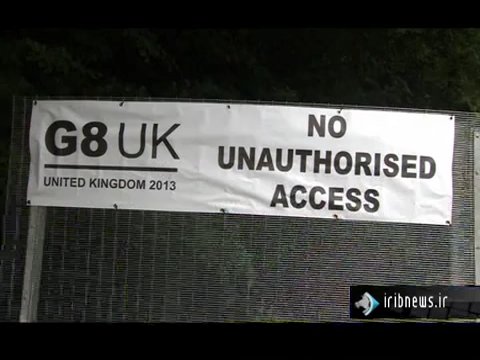 G8 UK
UNITED KINGDOM 2013
NO
UNAUTHORISED
ACCESS
iribnews.ir